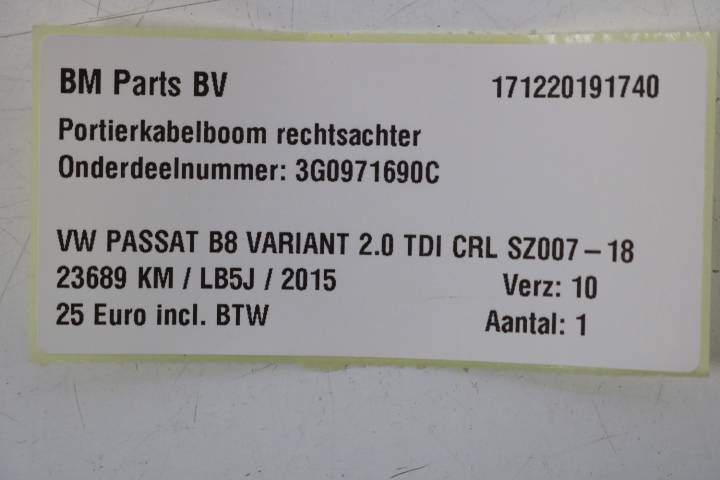 BM Parts BV 171220191740
Portierkabelboom rechtsachter
Onderdeelnummer: 3G0971690C
VW PASSAT B8 VARIANT 2.0 TDI CRL SZ007-18
23689 KM / LB5J / 2015 Verz: 10
25 Euro incl. BTW Aantal: 1